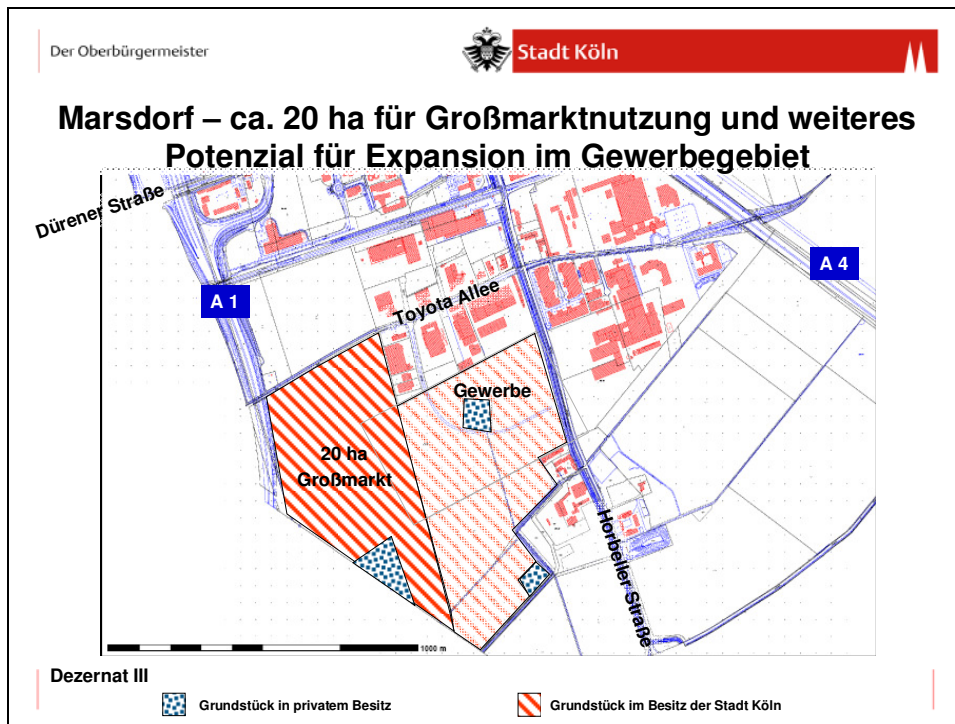 Der Oberbürgermeister
Stadt Köln
Marsdorf – ca. 20 ha für Großmarktnutzung und weiteres
Potenzial für Expansion im Gewerbegebiet
Dürener Straße
A 4
A 1
Toyota Allee
Gewerbe
20 ha
Großmarkt
Horbeller Straße
1000 m
Dezernat III
Grundstück in privatem Besitz
Grundstück im Besitz der Stadt Köln